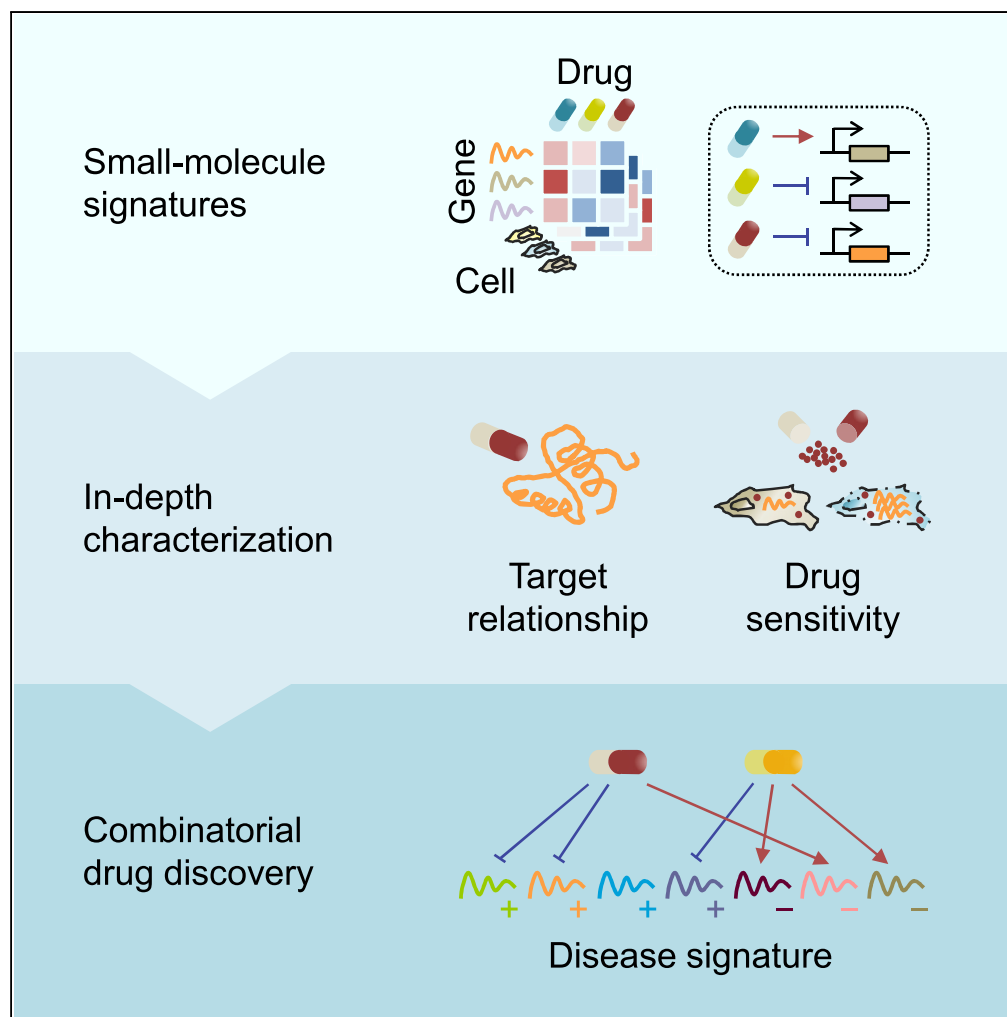 Drug
Small-molecule
signatures
Gene
Cell
In-depth
characterization
Target
relationship
Drug
sensitivity
Combinatorial
drug discovery
+ + + + − − −
Disease signature